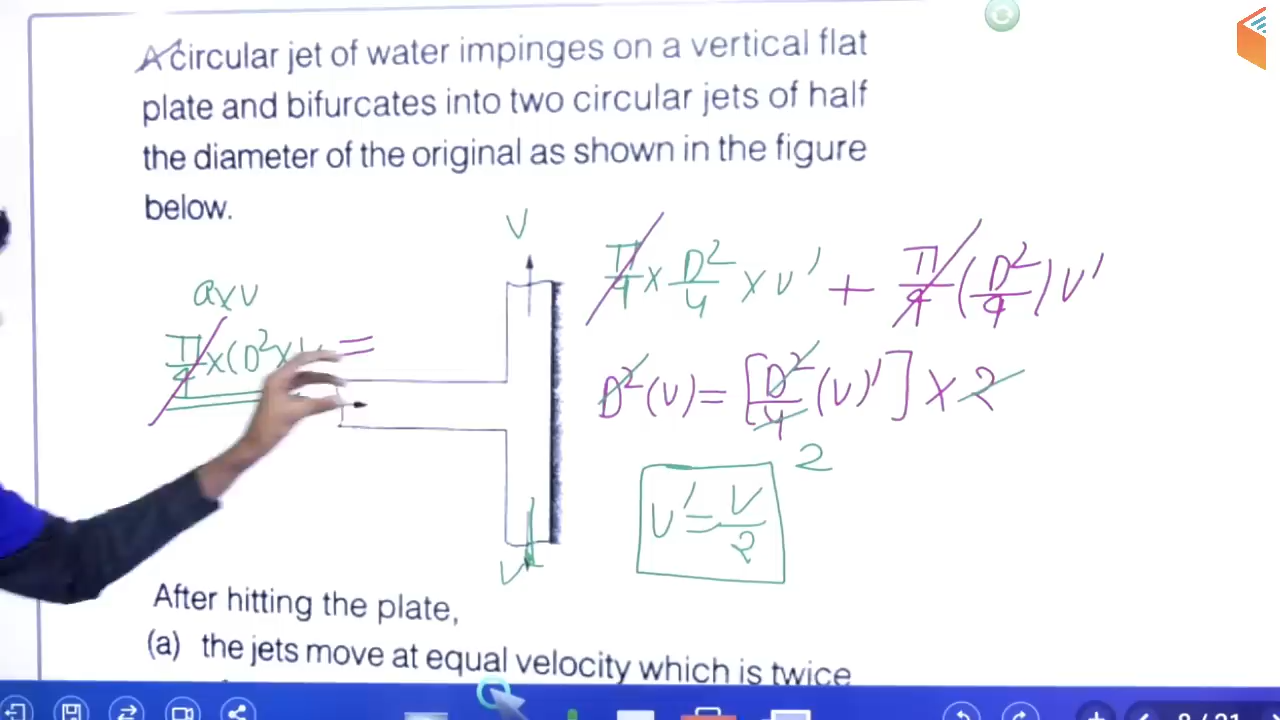 A circular jet of water impinges on a vertical flat
plate and bifurcates into two circular jets of half
the diameter of the original as shown in the figure
below.
V
π/4 × D²/4 × V' + π/4 (D²/4) V'
a×V
π/4 × (D² ×
=
D² (V) = [D²/4 (V)'] × 2
2
V' = V/2
V
After hitting the plate,
(a) the jets move at equal velocity which is twice